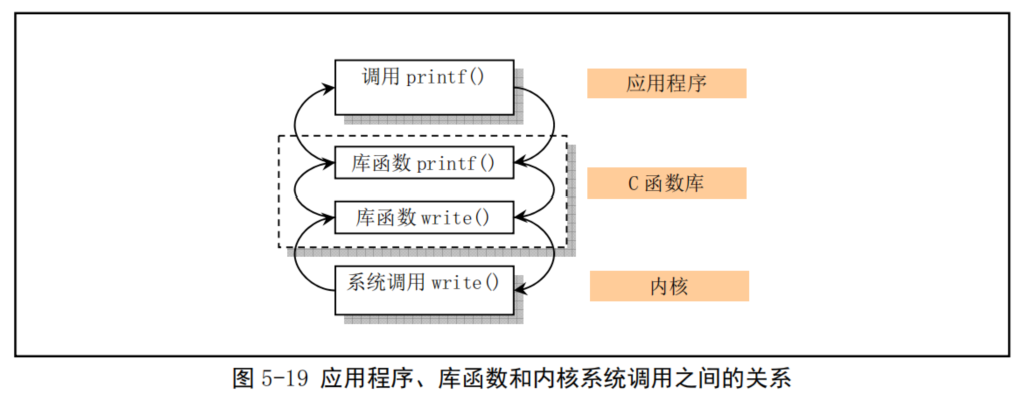 调用 printf()
应用程序
库函数 printf()
C 函数库
库函数 write()
系统调用 write()
内核
图 5-19 应用程序、库函数和内核系统调用之间的关系